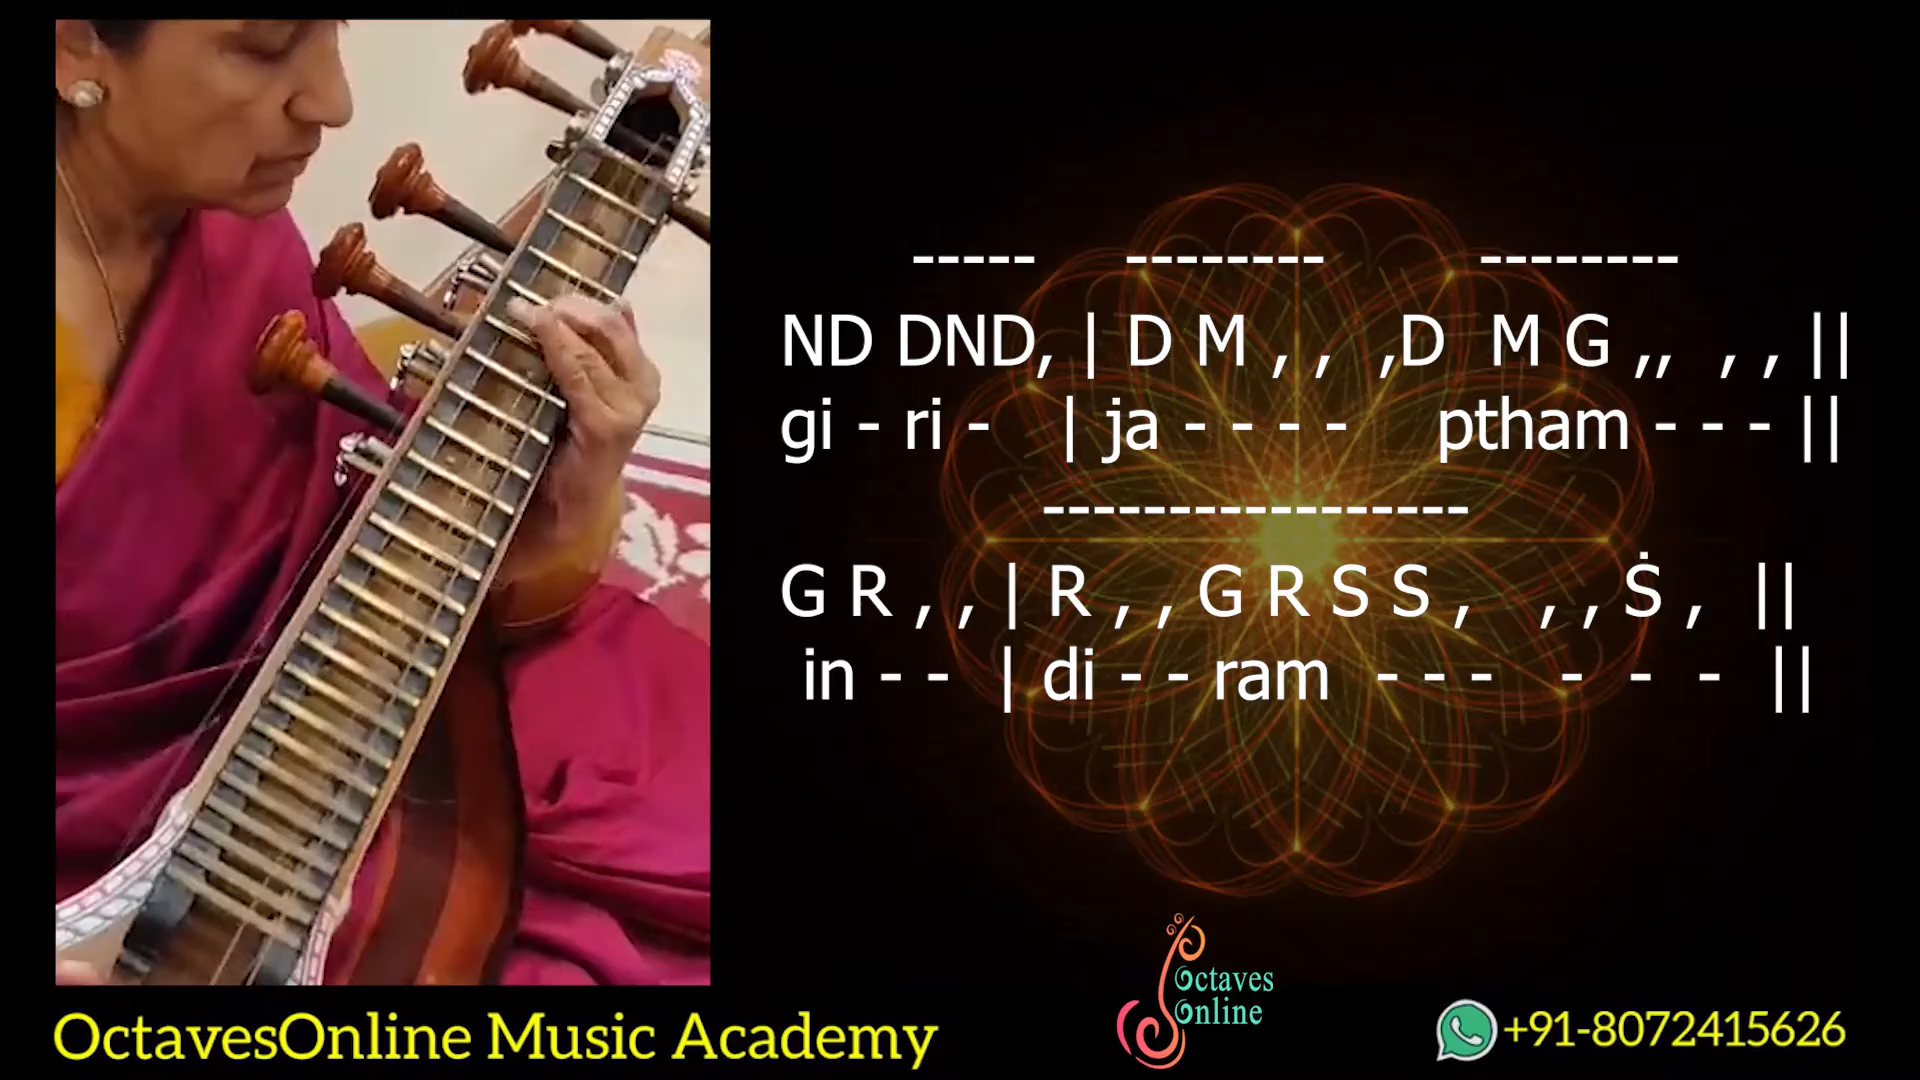 ----- -------- --------
ND DND, | D M , , ,D M G ,, , , ||
gi - ri - | ja - - - - ptham - - - ||
-----------------
G R , , | R , , G R S S , , , Ṡ , ||
in - - | di - - ram - - - - - - ||
Octaves
Online
OctavesOnline Music Academy
+91-8072415626